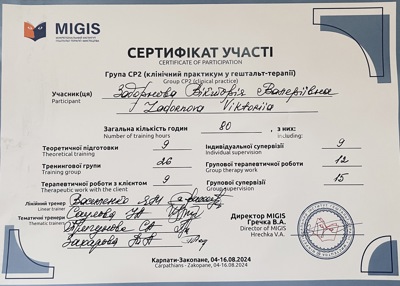 MIGIS
СЕРТИФІКАТ УЧАСТІ
CERTIFICATE OF PARTICIPATION
Група CP2 (клінічний практикум у гештальт-терапії)
Group CP2 (clinical practice)
Учасник(ця) Задорнова Вікторія Валеріївна
Participant Zadornova Viktoriia
Загальна кількість годин 80, з них:
Number of training hours including:
Теоретичної підготовки 9 Індивідуальної супервізії 9
Theoretical training Individual supervision
Тренінгової групи 26 Групової терапевтичної роботи 12
Training group Group therapy work
Терапевтичної роботи з клієнтом 9 Групової супервізії 15
Therapeutic work with the client Group supervision
Лінійний тренер
Linear trainer
Тематичні тренери
Thematic trainers
Захарова
Директор MIGIS
Гречка В.А.
Director of MIGIS
Hrechka V.A.
Карпати-Закопане, 04-16.08.2024
Carpathians - Zakopane, 04-16.08.2024